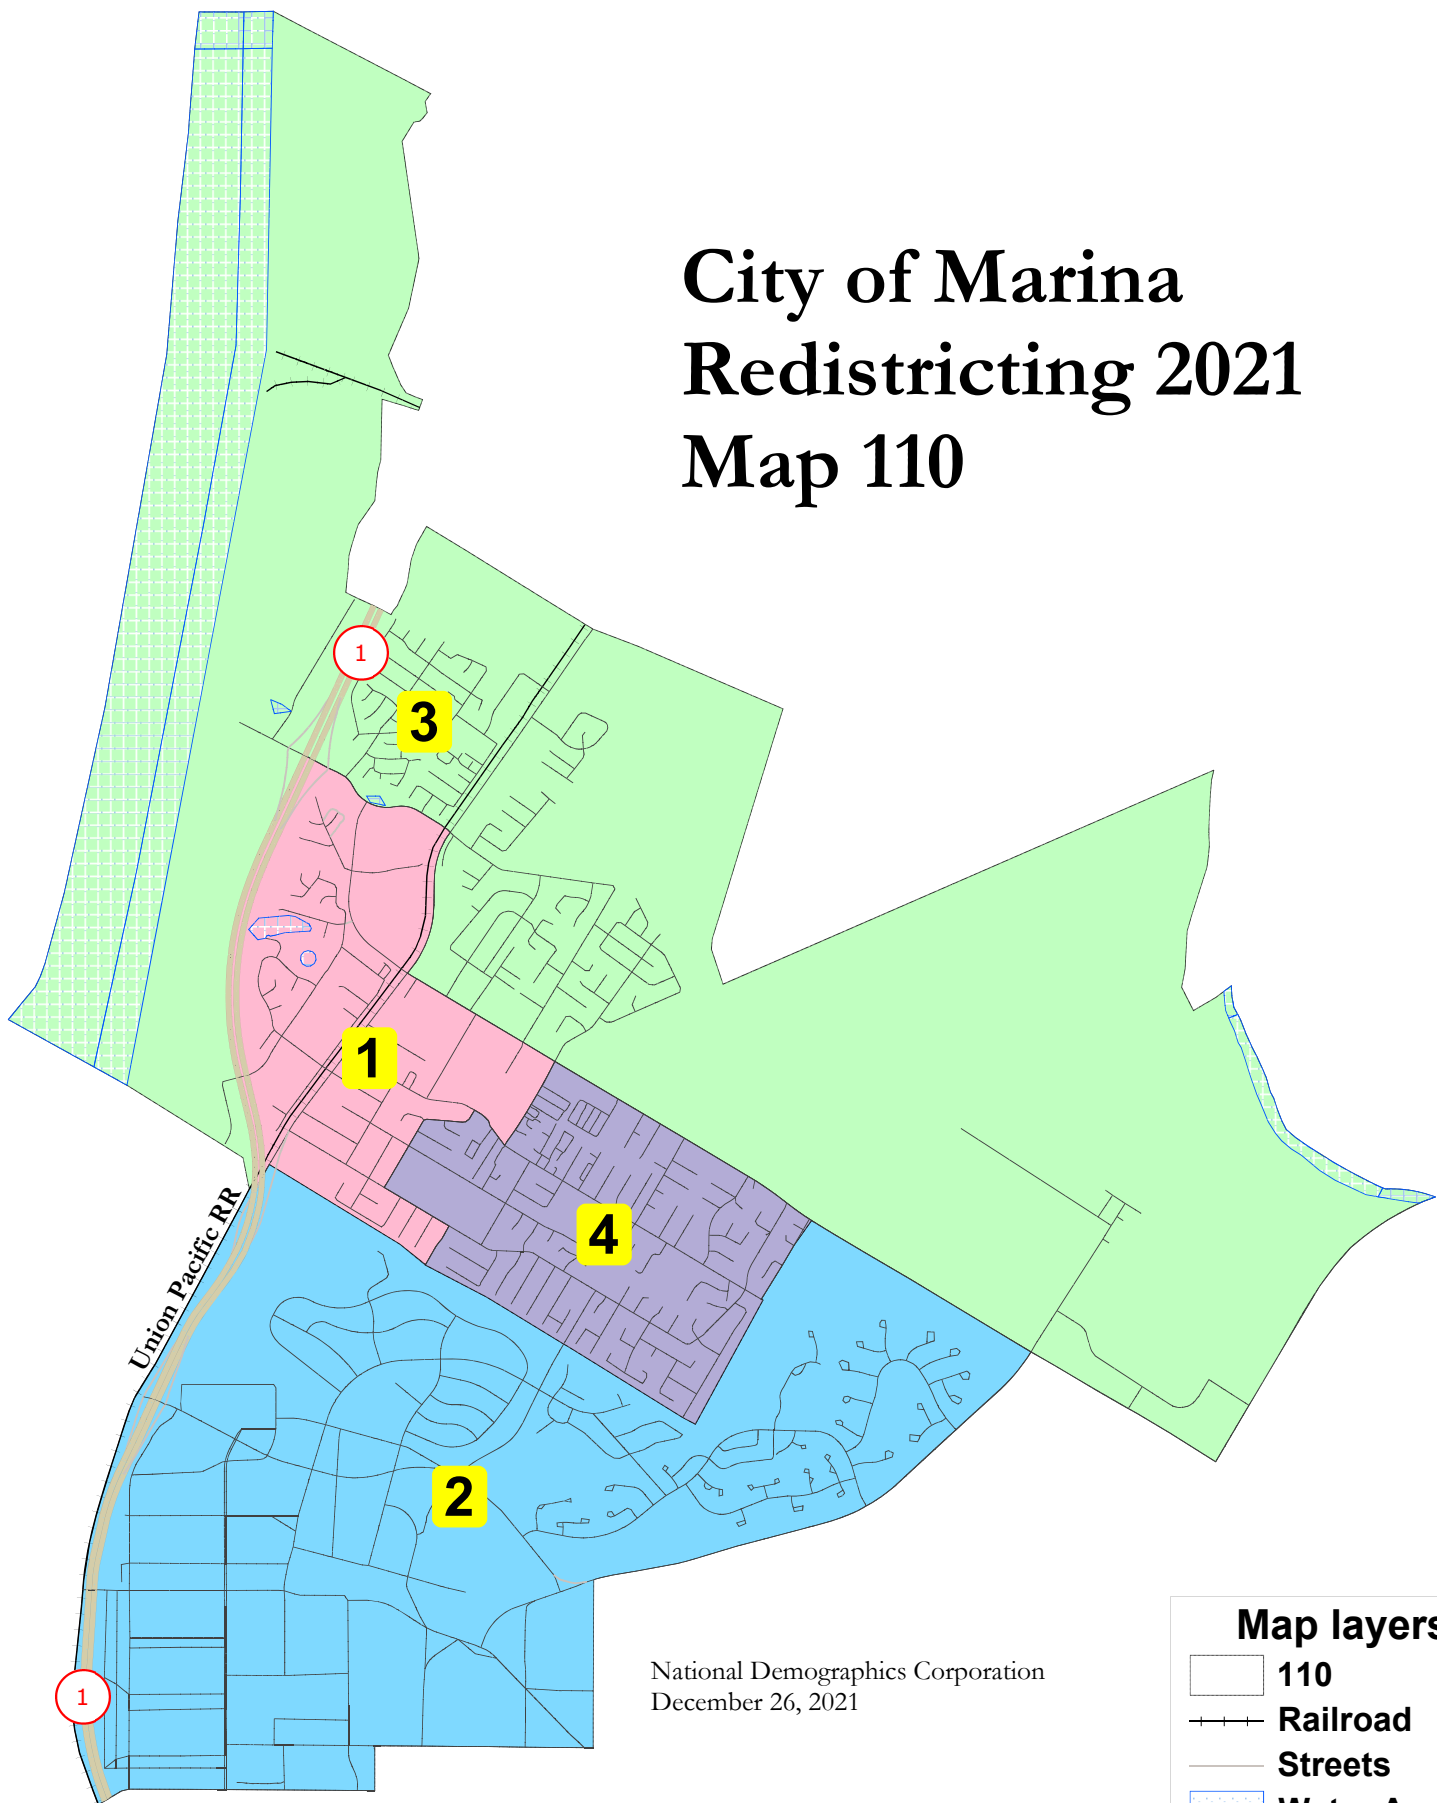 City of Marina
Redistricting 2021
Map 110
1
3
1
4
Union Pacific RR
2
1
National Demographics Corporation
December 26, 2021
Map layers
110
Railroad
Streets